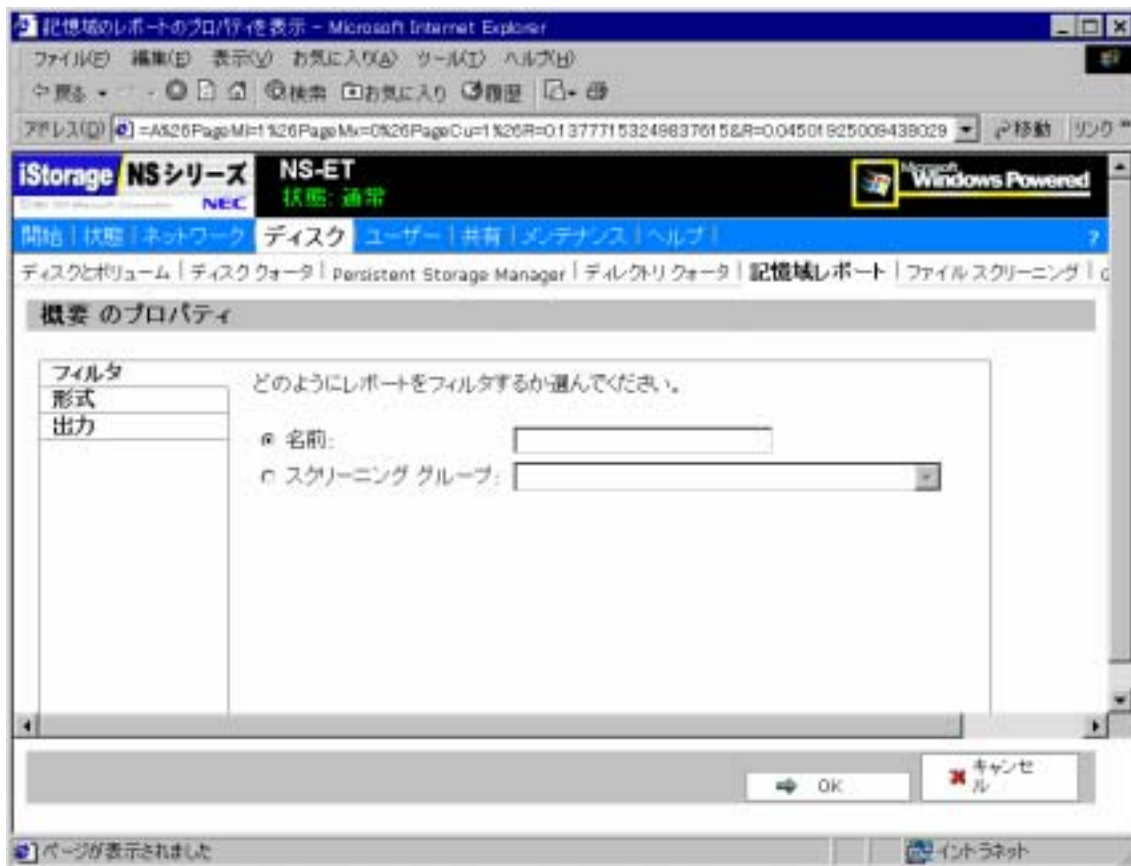 記憶域のレポートのプロパティを表示 - Microsoft Internet Explorer
ファイル(F) 編集(E) 表示(V) お気に入り(A) ツール(T) ヘルプ(H)
戻る 検索 お気に入り 履歴
アドレス(D) =A%26PageMi=1%26PageMx=0%26PageCu=1%26R=0.13777153249837615&R=0.04501925009439029 移動 リンク »
iStorage NSシリーズ NS-ET Microsoft Windows Powered
NEC 状態: 通常
開始 | 状態 | ネットワーク ディスク ユーザー | 共有 | メンテナンス | ヘルプ | ?
ディスクとボリューム | ディスク クォータ | Persistent Storage Manager | ディレクトリ クォータ | 記憶域レポート | ファイル スクリーニング |
概要 のプロパティ
フィルタ
形式
出力
どのようにレポートをフィルタするか選んでください。
名前:
スクリーニング グループ:
OK
キャンセル
ページが表示されました イントラネット